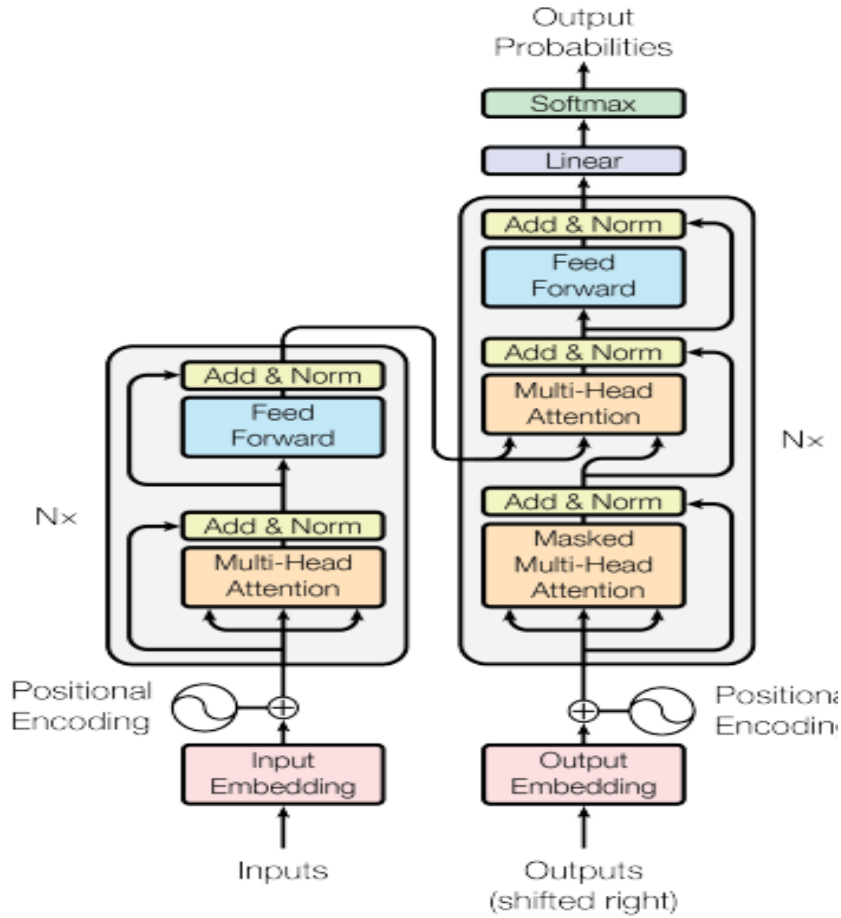 Output
Probabilities
Softmax
Linear
Add & Norm
Feed
Forward
Add & Norm
Multi-Head
Attention
Nx
Add & Norm
Masked
Multi-Head
Attention
Add & Norm
Feed
Forward
Nx
Add & Norm
Multi-Head
Attention
Positional
Encoding
Input
Embedding
Inputs
Positiona
Encodin
Output
Embedding
Outputs
(shifted right)